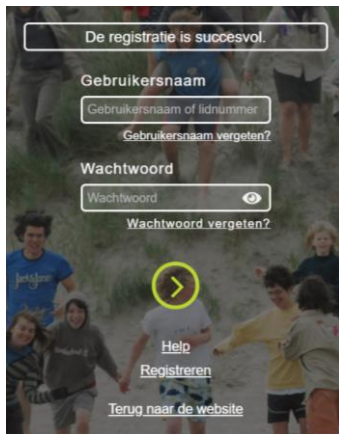 De registratie is succesvol.
Gebruikersnaam
Gebruikersnaam of lidnummer
Gebruikersnaam vergeten?
Wachtwoord
Wachtwoord
Wachtwoord vergeten?
Help
Registreren
Terug naar de website